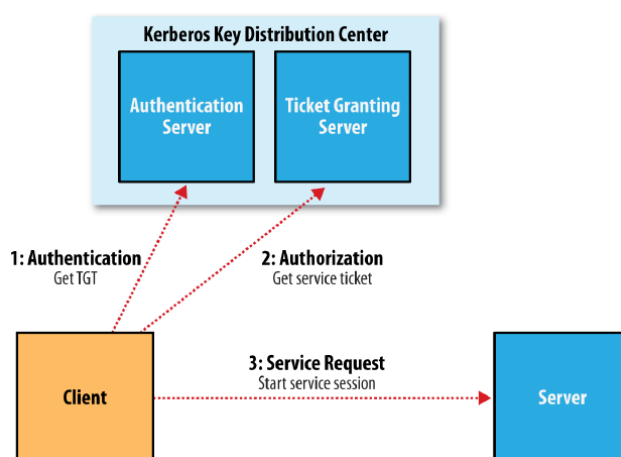 Kerberos Key Distribution Center
Authentication
Server
Ticket Granting
Server
1: Authentication
Get TGT
2: Authorization
Get service ticket
3: Service Request
Start service session
Client
Server